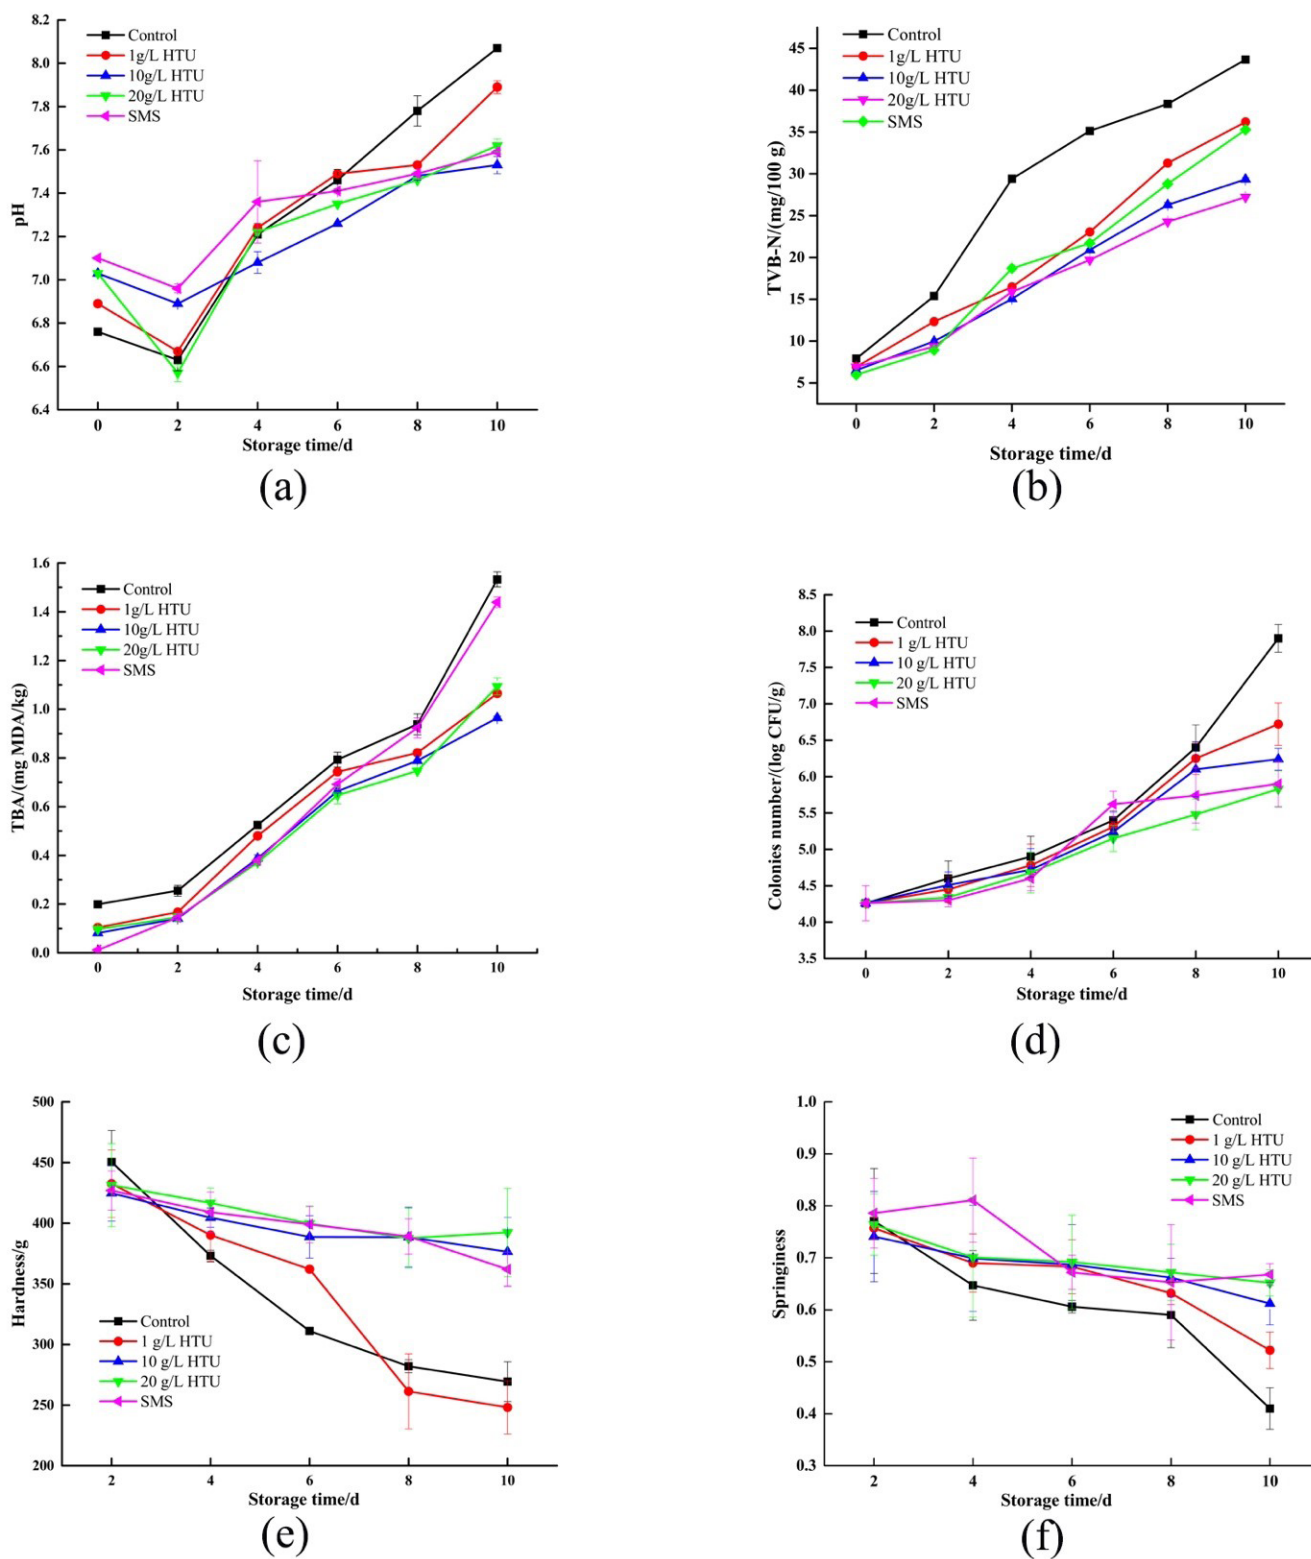 8.2
8.0
7.8
7.6
7.4
7.2
7.0
6.8
6.6
6.4
pH
Control
1g/L HTU
10g/L HTU
20g/L HTU
SMS
0 2 4 6 8 10
Storage time/d
(a)
45
40
35
30
25
20
15
10
5
TVB-N/(mg/100 g)
Control
1g/L HTU
10g/L HTU
20g/L HTU
SMS
0 2 4 6 8 10
Storage time/d
(b)
1.6
1.4
1.2
1.0
0.8
0.6
0.4
0.2
0.0
TBA/(mg MDA/kg)
Control
1g/L HTU
10g/L HTU
20g/L HTU
SMS
0 2 4 6 8 10
Storage time/d
(c)
8.5
8.0
7.5
7.0
6.5
6.0
5.5
5.0
4.5
4.0
3.5
Colonies number/(log CFU/g)
Control
1 g/L HTU
10 g/L HTU
20 g/L HTU
SMS
0 2 4 6 8 10
Storage time/d
(d)
500
450
400
350
300
250
200
Hardness/g
Control
1 g/L HTU
10 g/L HTU
20 g/L HTU
SMS
2 4 6 8 10
Storage time/d
(e)
1.0
0.9
0.8
0.7
0.6
0.5
0.4
0.3
Springiness
Control
1 g/L HTU
10 g/L HTU
20 g/L HTU
SMS
2 4 6 8 10
Storage time/d
(f)